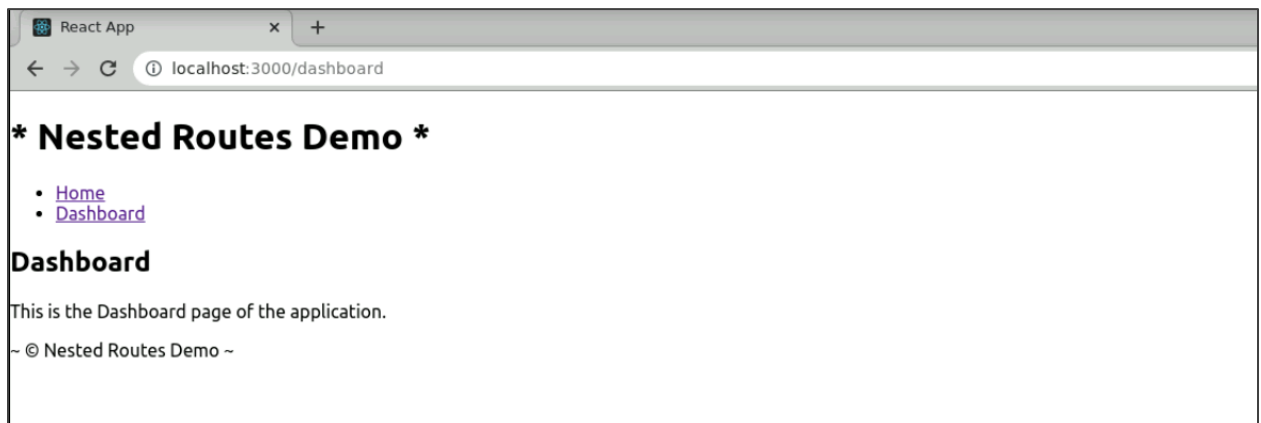 React App
localhost:3000/dashboard
* Nested Routes Demo *
Home
Dashboard
Dashboard
This is the Dashboard page of the application.
~ © Nested Routes Demo ~